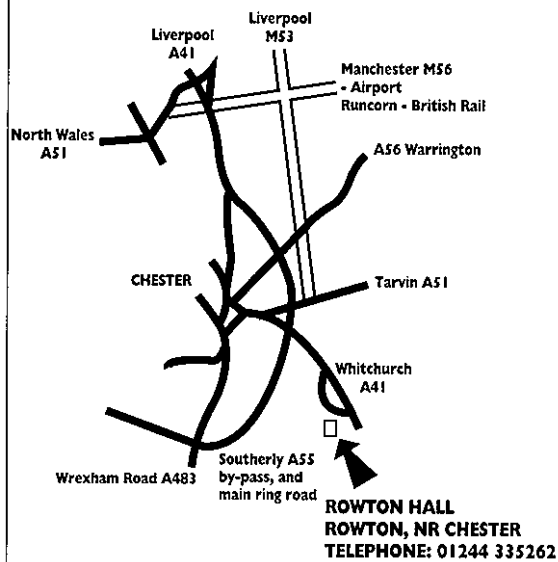 Liverpool
M53
Liverpool
A41
Manchester M56
- Airport
Runcorn - British Rail
North Wales
A51
A56 Warrington
CHESTER
Tarvin A51
Whitchurch
A41
Wrexham Road A483
Southerly A55
by-pass, and
main ring road
ROWTON HALL
ROWTON, NR CHESTER
TELEPHONE: 01244 335262